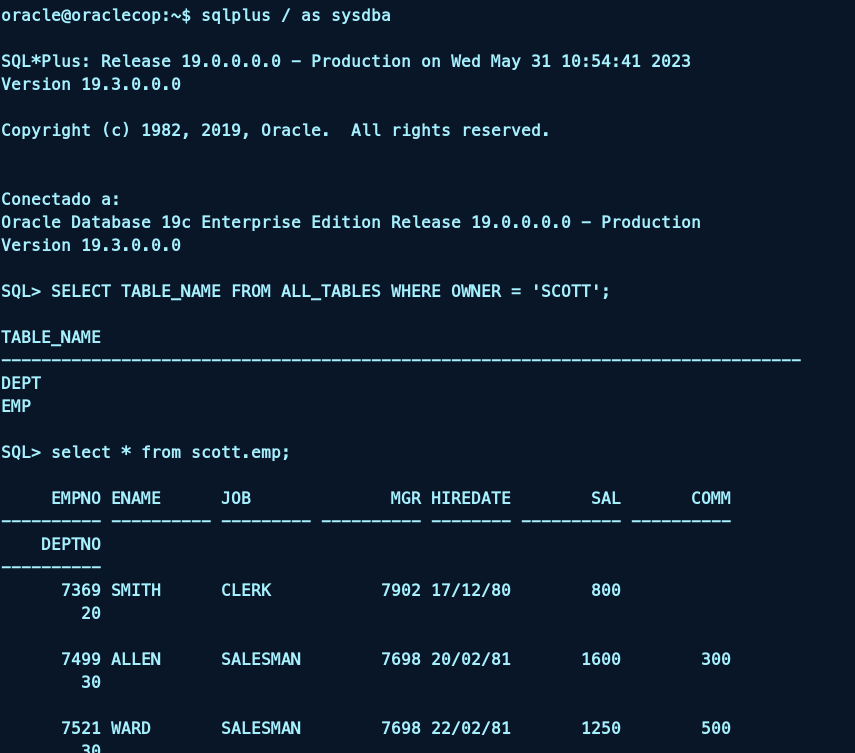 oracle@oraclecop:~$ sqlplus / as sysdba
SQL*Plus: Release 19.0.0.0.0 - Production on Wed May 31 10:54:41 2023
Version 19.3.0.0.0
Copyright (c) 1982, 2019, Oracle.  All rights reserved.
Conectado a:
Oracle Database 19c Enterprise Edition Release 19.0.0.0.0 - Production
Version 19.3.0.0.0
SQL> SELECT TABLE_NAME FROM ALL_TABLES WHERE OWNER = 'SCOTT';
TABLE_NAME
--------------------------------------------------------------------------------
DEPT
EMP
SQL> select * from scott.emp;
     EMPNO ENAME      JOB              MGR HIREDATE        SAL       COMM
---------- ---------- --------- ---------- -------- ---------- ----------
    DEPTNO
----------
      7369 SMITH      CLERK           7902 17/12/80        800
        20
      7499 ALLEN      SALESMAN        7698 20/02/81       1600        300
        30
      7521 WARD       SALESMAN        7698 22/02/81       1250        500
        30